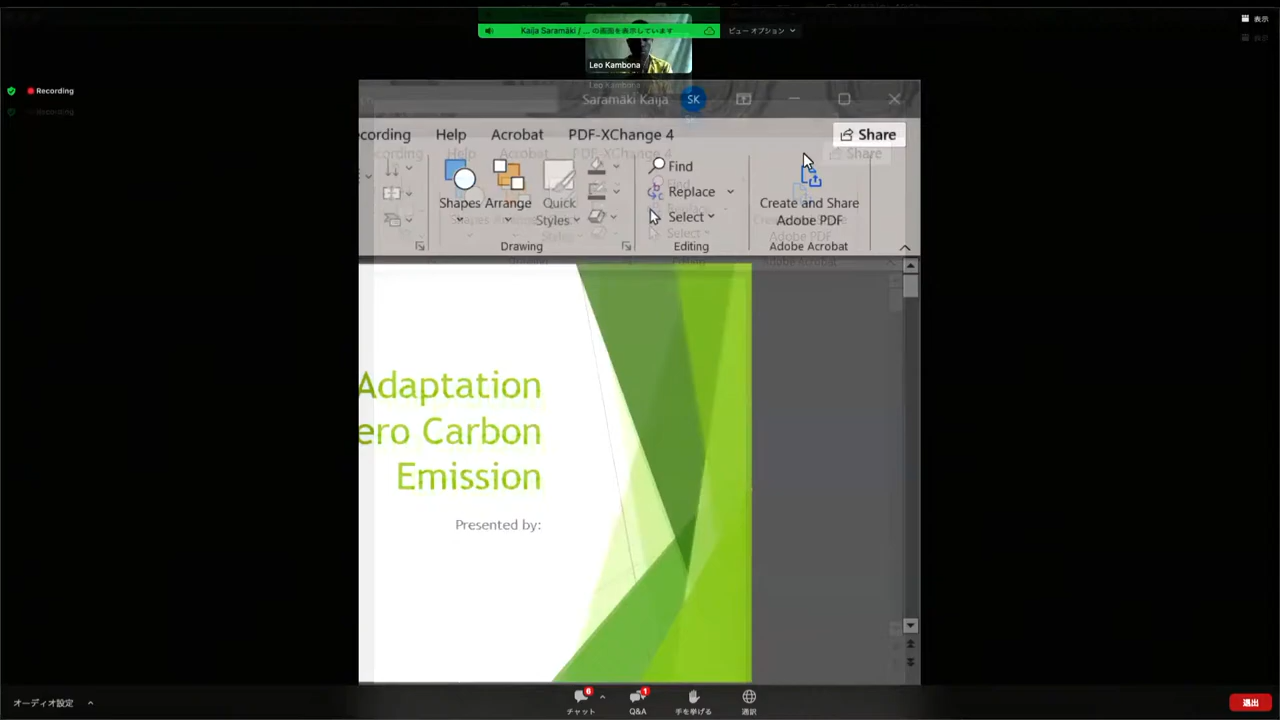 Kaija Saramäki / ... の画面を表示しています
ビュー オプション
表示
Leo Kambona
Recording
Saramäki Kaija
SK
ecording
Help
Acrobat
PDF-XChange 4
Share
Shapes
Arrange
Quick
Styles
Find
Replace
Select
Create and Share
Adobe PDF
Drawing
Editing
Adobe Acrobat
Adaptation
ero Carbon
Emission
Presented by:
オーディオ設定
6
チャット
1
Q&A
手を挙げる
通訳
退出